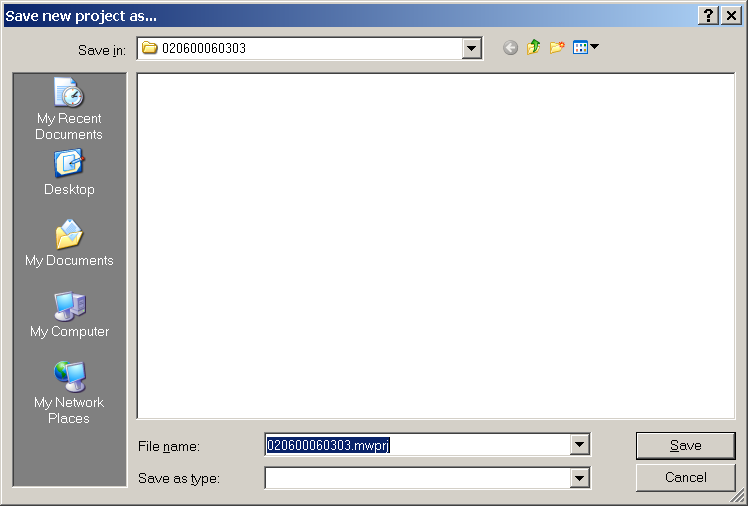 Save new project as...
Save in:
020600060303
My Recent
Documents
Desktop
My Documents
My Computer
My Network
Places
File name:
020600060303.mwprj
Save
Save as type:
Cancel